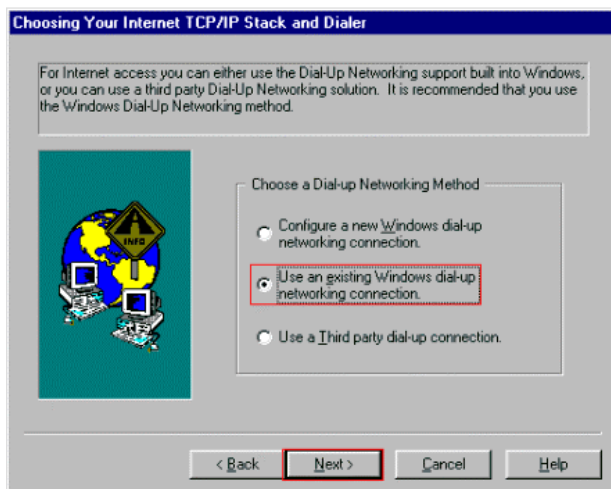 Choosing Your Internet TCP/IP Stack and Dialer
For Internet access you can either use the Dial-Up Networking support built into Windows,
or you can use a third party Dial-Up Networking solution. It is recommended that you use
the Windows Dial-Up Networking method.
INFO
Choose a Dial-up Networking Method
Configure a new Windows dial-up
networking connection.
Use an existing Windows dial-up
networking connection.
Use a Third party dial-up connection.
< Back
Next >
Cancel
Help